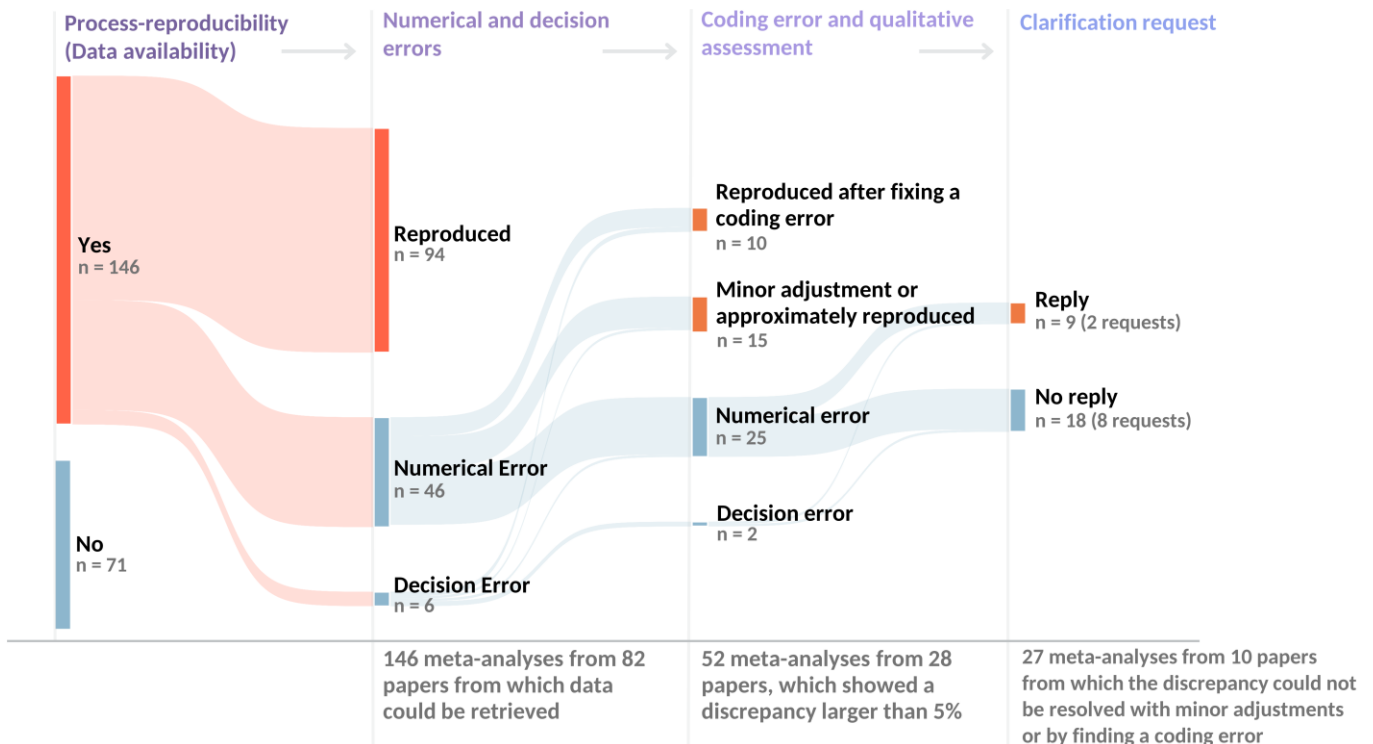 Process-reproducibility
(Data availability)
Numerical and decision
errors
Coding error and qualitative
assessment
Clarification request
Yes
n = 146
No
n = 71
Reproduced
n = 94
Numerical Error
n = 46
Decision Error
n = 6
Reproduced after fixing a
coding error
n = 10
Minor adjustment or
approximately reproduced
n = 15
Numerical error
n = 25
Decision error
n = 2
Reply
n = 9 (2 requests)
No reply
n = 18 (8 requests)
146 meta-analyses from 82
papers from which data
could be retrieved
52 meta-analyses from 28
papers, which showed a
discrepancy larger than 5%
27 meta-analyses from 10 papers
from which the discrepancy could not
be resolved with minor adjustments
or by finding a coding error